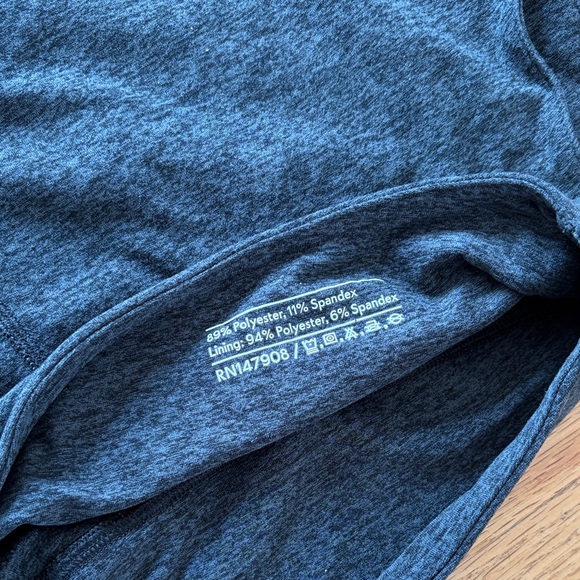 89% Polyester, 11% Spandex
Lining: 94% Polyester, 6% Spandex
RN147908 /